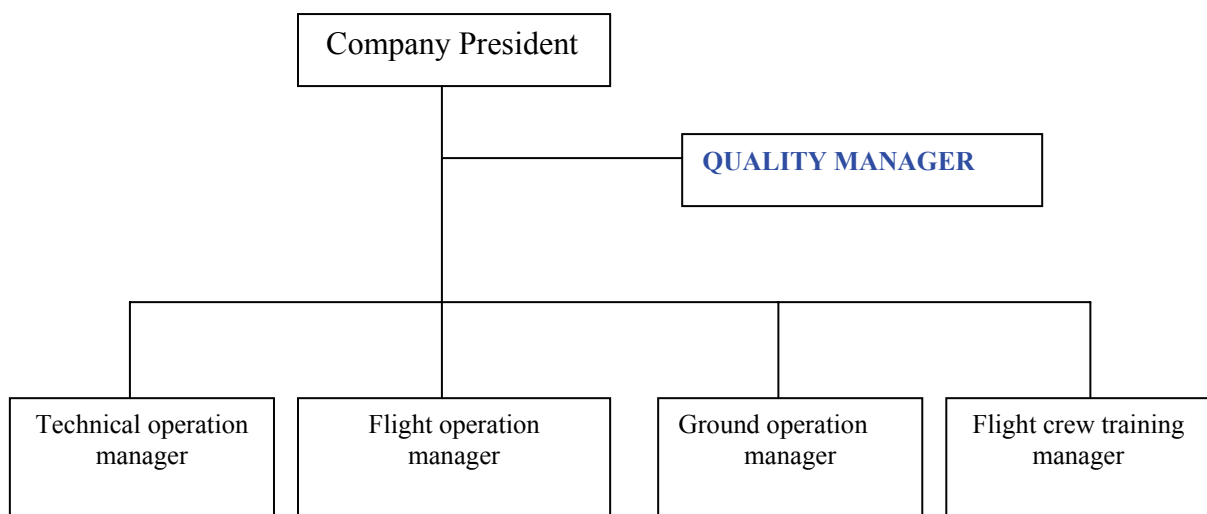 Company President
QUALITY MANAGER
Technical operation
manager
Flight operation
manager
Ground operation
manager
Flight crew training
manager